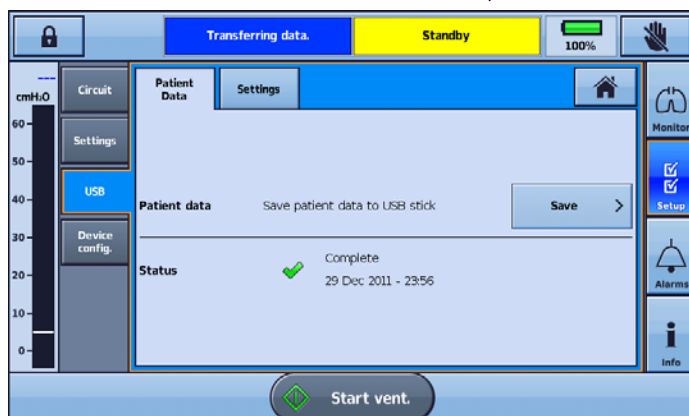 Transferring data.
Standby
100%
---
cmH₂O
60
50
40
30
20
10
0
Circuit
Settings
USB
Device
config.
Patient
Data
Settings
Patient data
Save patient data to USB stick
Save
Status
Complete
29 Dec 2011 - 23:56
Monitor
Setup
Alarms
Info
Start vent.